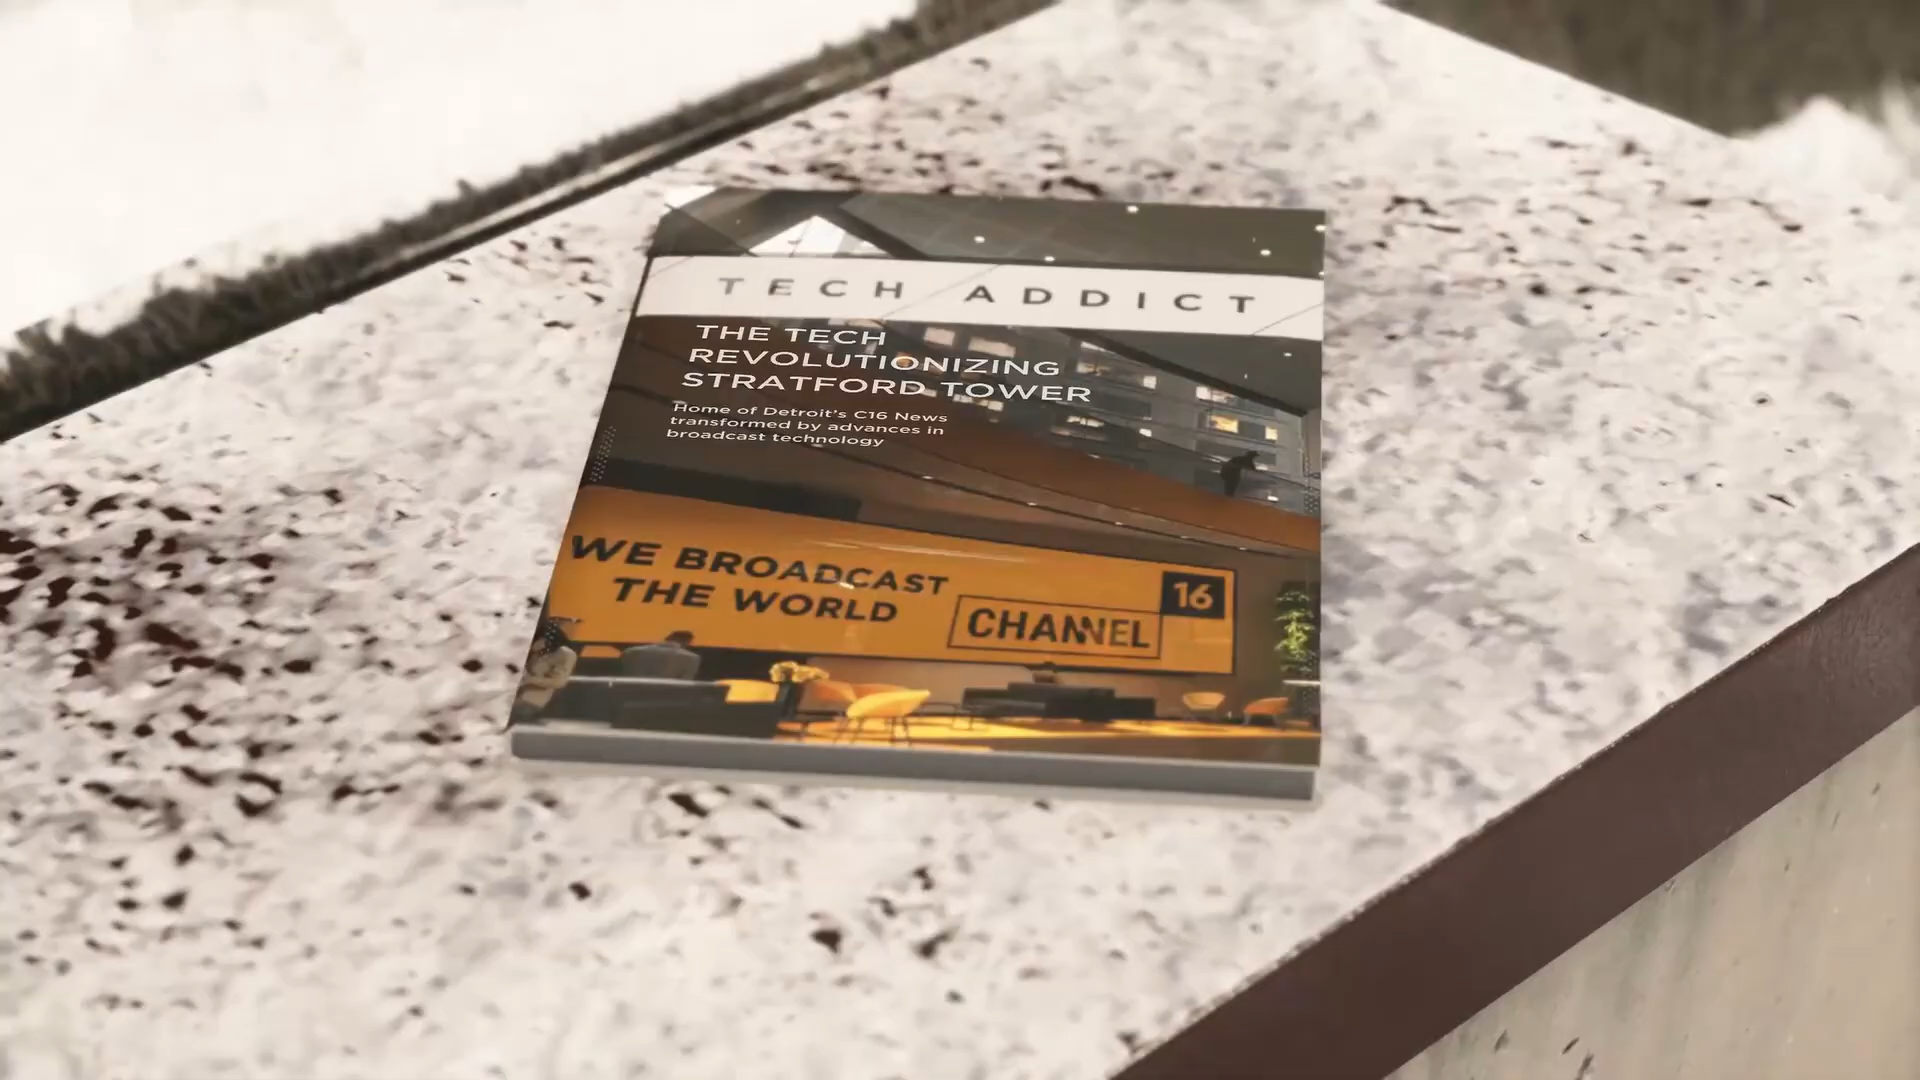 TECH ADDICT
THE TECH
REVOLUTIONIZING
STRATFORD TOWER
Home of Detroit's C16 News
transformed by advances in
broadcast technology
WE BROADCAST
THE WORLD
CHANNEL
16